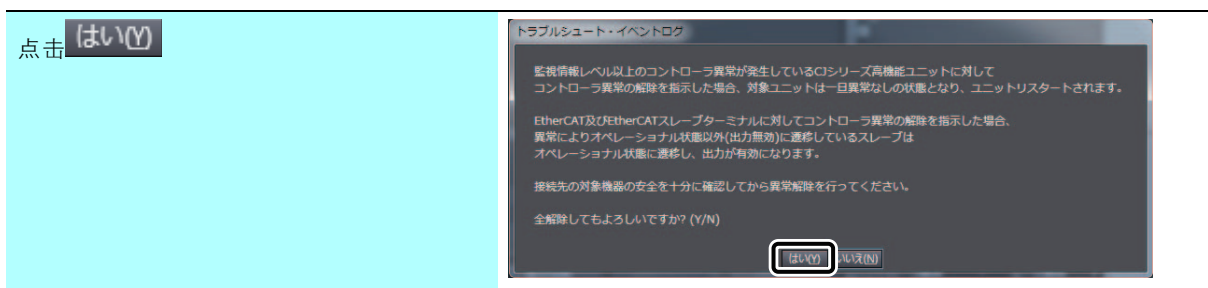 点击 はい(Y)
トラブルシュート・イベントログ
監視情報レベル以上のコントローラ異常が発生しているCJシリーズ高機能ユニットに対して
コントローラ異常の解除を指示した場合、対象ユニットは一旦異常なしの状態となり、ユニットリスタートされます。
EtherCAT及びEtherCATスレーブターミナルに対してコントローラ異常の解除を指示した場合、
異常によりオペレーショナル状態以外(出力無効)に遷移しているスレーブは
オペレーショナル状態に遷移し、出力が有効になります。
接続先の対象機器の安全を十分に確認してから異常解除を行ってください。
全解除してもよろしいですか? (Y/N)
はい(Y) いいえ(N)